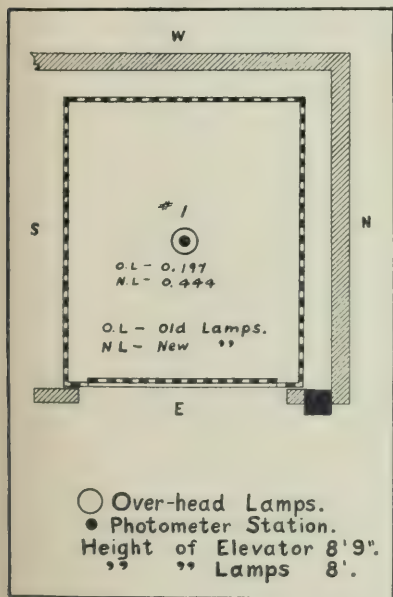 W
# 1
S
N
O.L - 0.197
N.L - 0.444
O.L - Old Lamps.
N L - New ,,
E
Over-head Lamps.
Photometer Station.
Height of Elevator 8'9".
,, ,, Lamps 8'.